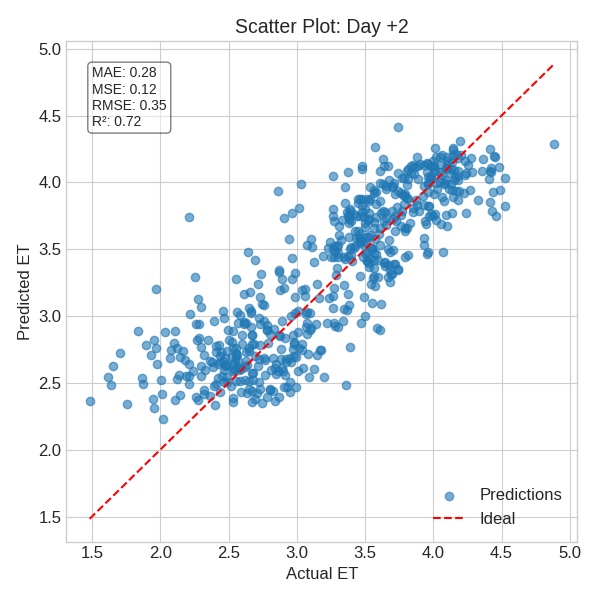 Scatter Plot: Day +2
MAE: 0.28
MSE: 0.12
RMSE: 0.35
R²: 0.72
5.0
4.5
4.0
3.5
3.0
2.5
2.0
1.5
Predicted ET
Predictions
Ideal
1.5 2.0 2.5 3.0 3.5 4.0 4.5 5.0
Actual ET